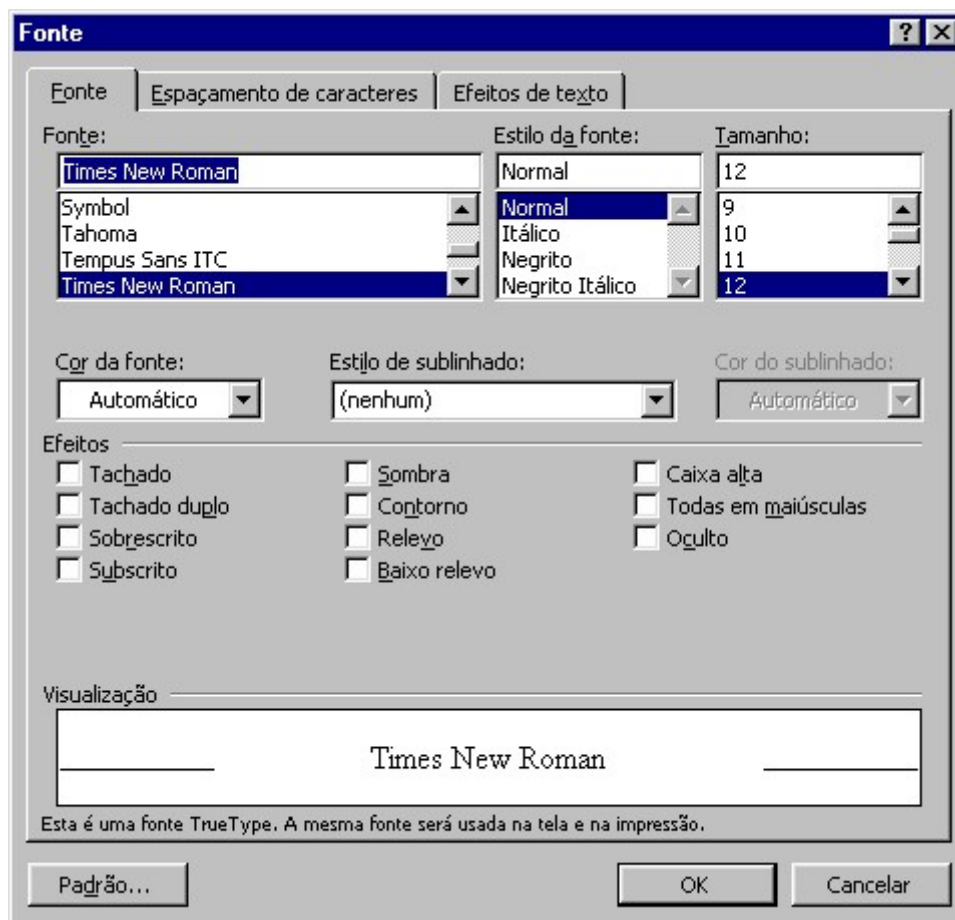 Fonte
Fonte Espaçamento de caracteres Efeitos de texto
Fonte: Estilo da fonte: Tamanho:
Times New Roman Normal 12
Symbol Normal 9
Tahoma Itálico 10
Tempus Sans ITC Negrito 11
Times New Roman Negrito Itálico 12
Cor da fonte: Estilo de sublinhado: Cor do sublinhado:
Automático (nenhum) Automático
Efeitos
Tachado Sombra Caixa alta
Tachado duplo Contorno Todas em maiúsculas
Sobrescrito Relevo Oculto
Subscrito Baixo relevo
Visualização
Times New Roman
Esta é uma fonte TrueType. A mesma fonte será usada na tela e na impressão.
Padrão... OK Cancelar